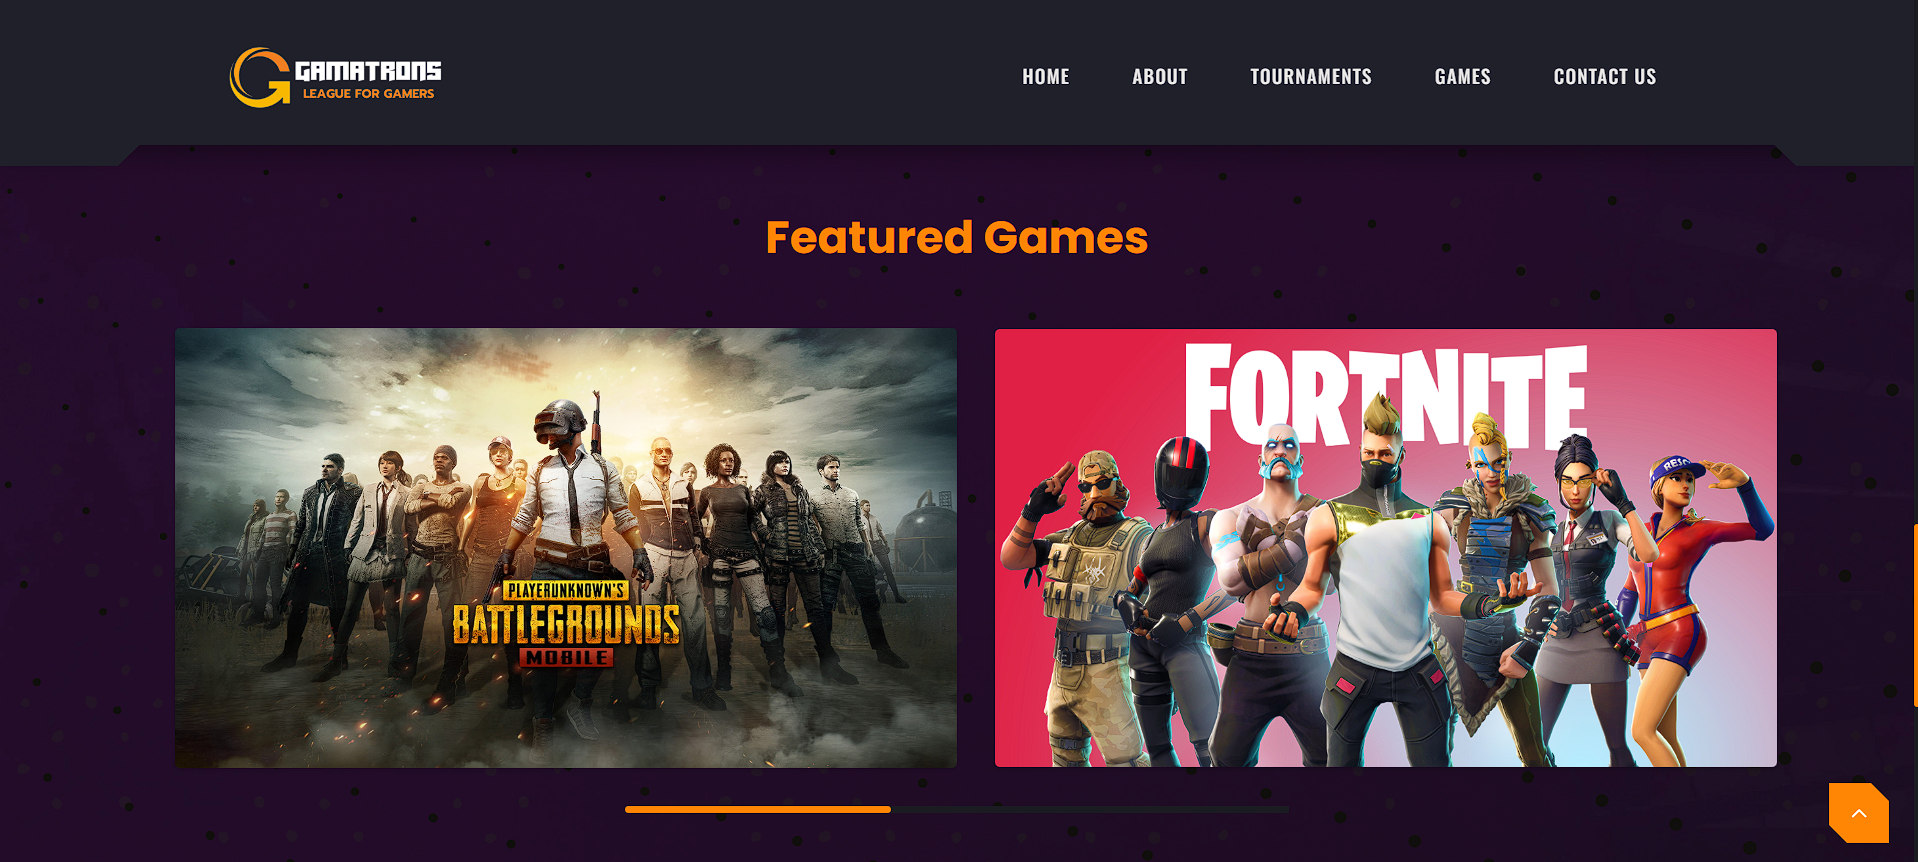 GAMATRONS
LEAGUE FOR GAMERS
HOME ABOUT TOURNAMENTS GAMES CONTACT US
Featured Games
PLAYERUNKNOWN'S
BATTLEGROUNDS
MOBILE
FORTNITE